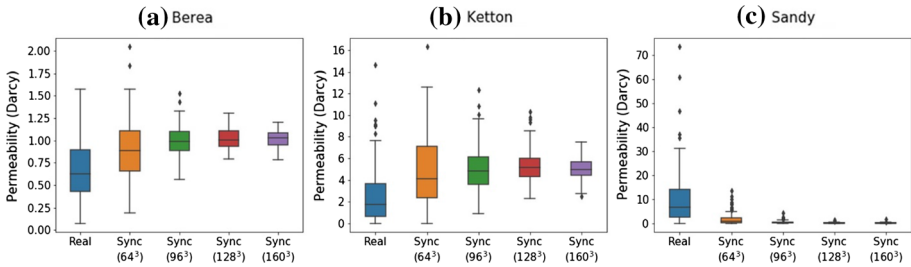 (a) Berea
Permeability (Darcy)
2.00
1.75
1.50
1.25
1.00
0.75
0.50
0.25
0.00
Real Sync Sync Sync Sync
(64³) (96³) (128³) (160³)
(b) Ketton
Permeability (Darcy)
16
14
12
10
8
6
4
2
0
Real Sync Sync Sync Sync
(64³) (96³) (128³) (160³)
(c) Sandy
Permeability (Darcy)
70
60
50
40
30
20
10
0
Real Sync Sync Sync Sync
(64³) (96³) (128³) (160³)